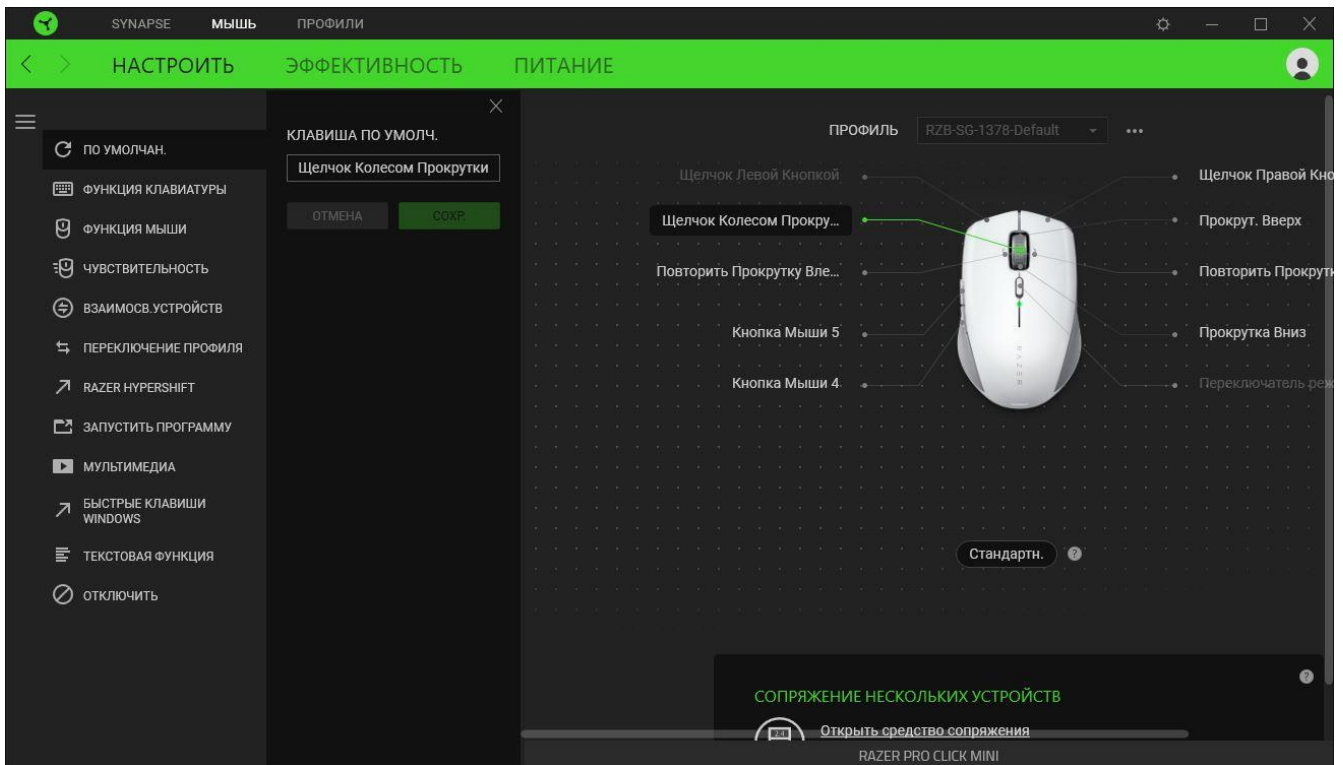 SYNAPSE МЫШЬ ПРОФИЛИ
НАСТРОИТЬ ЭФФЕКТИВНОСТЬ ПИТАНИЕ
ПО УМОЛЧАН.
ФУНКЦИЯ КЛАВИАТУРЫ
ФУНКЦИЯ МЫШИ
ЧУВСТВИТЕЛЬНОСТЬ
ВЗАИМОСВ.УСТРОЙСТВ
ПЕРЕКЛЮЧЕНИЕ ПРОФИЛЯ
RAZER HYPERSHIFT
ЗАПУСТИТЬ ПРОГРАММУ
МУЛЬТИМЕДИА
БЫСТРЫЕ КЛАВИШИ
WINDOWS
ТЕКСТОВАЯ ФУНКЦИЯ
ОТКЛЮЧИТЬ
КЛАВИША ПО УМОЛЧ.
Щелчок Колесом Прокрутки
ОТМЕНА СОХР.
ПРОФИЛЬ RZB-SG-1378-Default
Щелчок Левой Кнопкой
Щелчок Колесом Прокру...
Повторить Прокрутку Вле...
Кнопка Мыши 5
Кнопка Мыши 4
Щелчок Правой Кно
Прокрут. Вверх
Повторить Прокрутк
Прокрутка Вниз
Переключатель реж
RAZER
Стандартн.
СОПРЯЖЕНИЕ НЕСКОЛЬКИХ УСТРОЙСТВ
2.4
Открыть средство сопряжения
RAZER PRO CLICK MINI